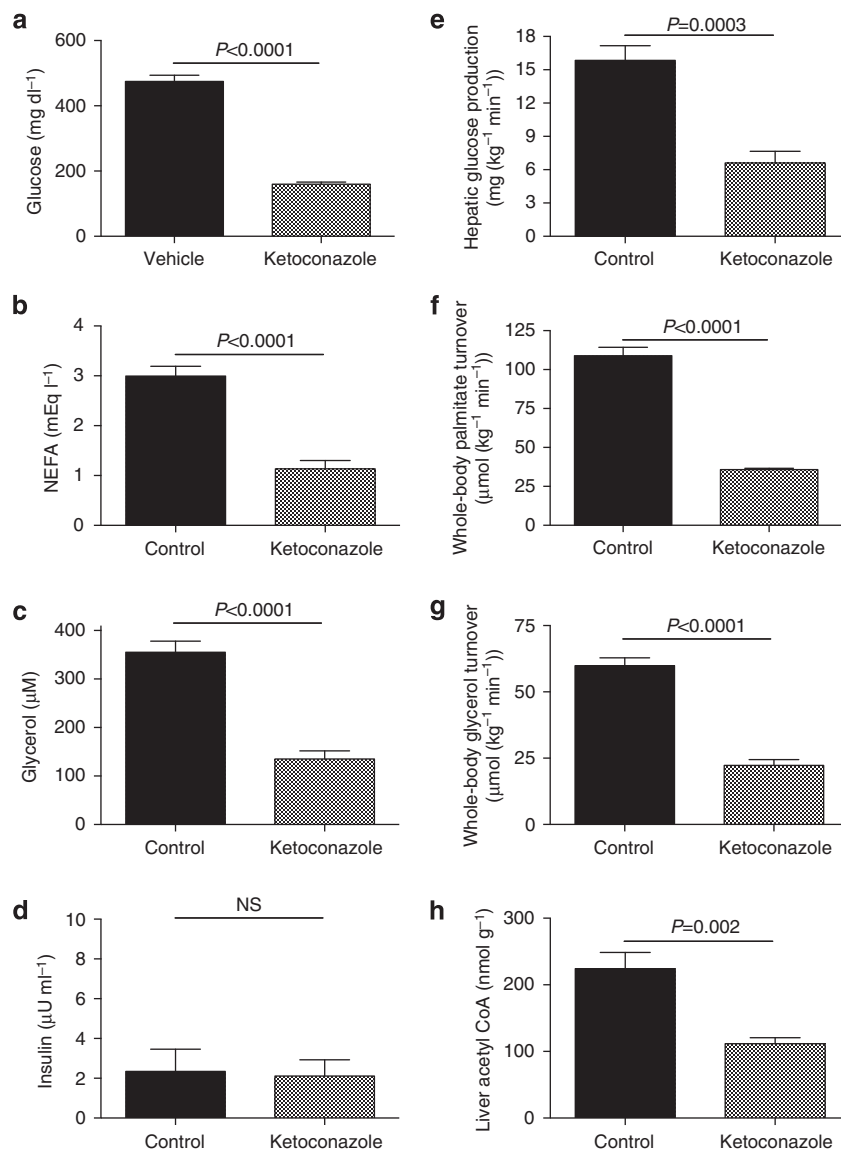 a
Glucose (mg dl⁻¹)
600
400
200
0
P<0.0001
Vehicle
Ketoconazole
b
NEFA (mEq l⁻¹)
4
3
2
1
0
P<0.0001
Control
Ketoconazole
c
Glycerol (μM)
400
300
200
100
0
P<0.0001
Control
Ketoconazole
d
Insulin (μU ml⁻¹)
10
8
6
4
2
0
NS
Control
Ketoconazole
e
Hepatic glucose production
(mg (kg⁻¹ min⁻¹))
18
15
12
9
6
3
0
P=0.0003
Control
Ketoconazole
f
Whole-body palmitate turnover
(μmol (kg⁻¹ min⁻¹))
125
100
75
50
25
0
P<0.0001
Control
Ketoconazole
g
Whole-body glycerol turnover
(μmol (kg⁻¹ min⁻¹))
75
50
25
0
P<0.0001
Control
Ketoconazole
h
Liver acetyl CoA (nmol g⁻¹)
300
200
100
0
P=0.002
Control
Ketoconazole